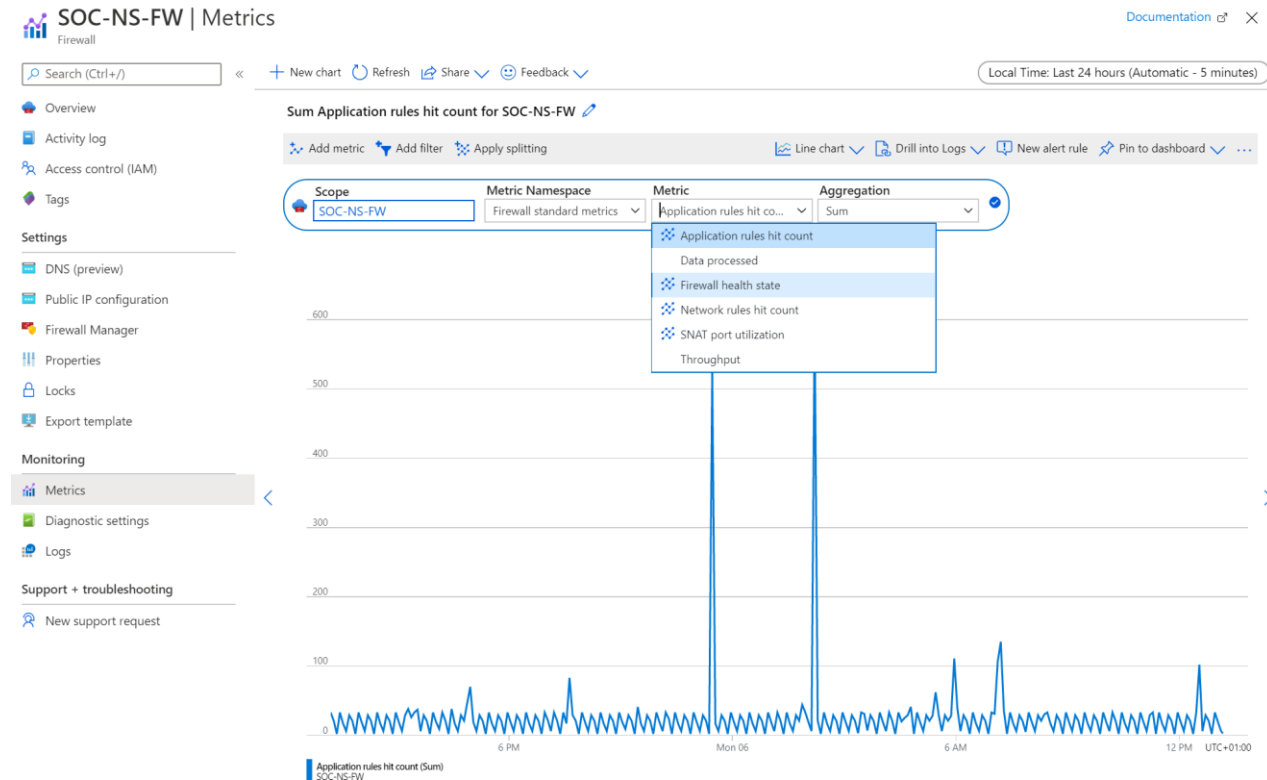 SOC-NS-FW | Metrics
Firewall
Documentation
Search (Ctrl+/)
«
New chart Refresh Share Feedback
Local Time: Last 24 hours (Automatic - 5 minutes)
Overview
Activity log
Access control (IAM)
Tags
Settings
DNS (preview)
Public IP configuration
Firewall Manager
Properties
Locks
Export template
Monitoring
Metrics
Diagnostic settings
Logs
Support + troubleshooting
New support request
Sum Application rules hit count for SOC-NS-FW
Add metric Add filter Apply splitting Line chart Drill into Logs New alert rule Pin to dashboard ...
Scope Metric Namespace Metric Aggregation
SOC-NS-FW Firewall standard metrics Application rules hit co... Sum
Application rules hit count
Data processed
Firewall health state
Network rules hit count
SNAT port utilization
Throughput
600
500
400
300
200
100
0
6 PM Mon 06 6 AM 12 PM UTC+01:00
Application rules hit count (Sum)
SOC-NS-FW